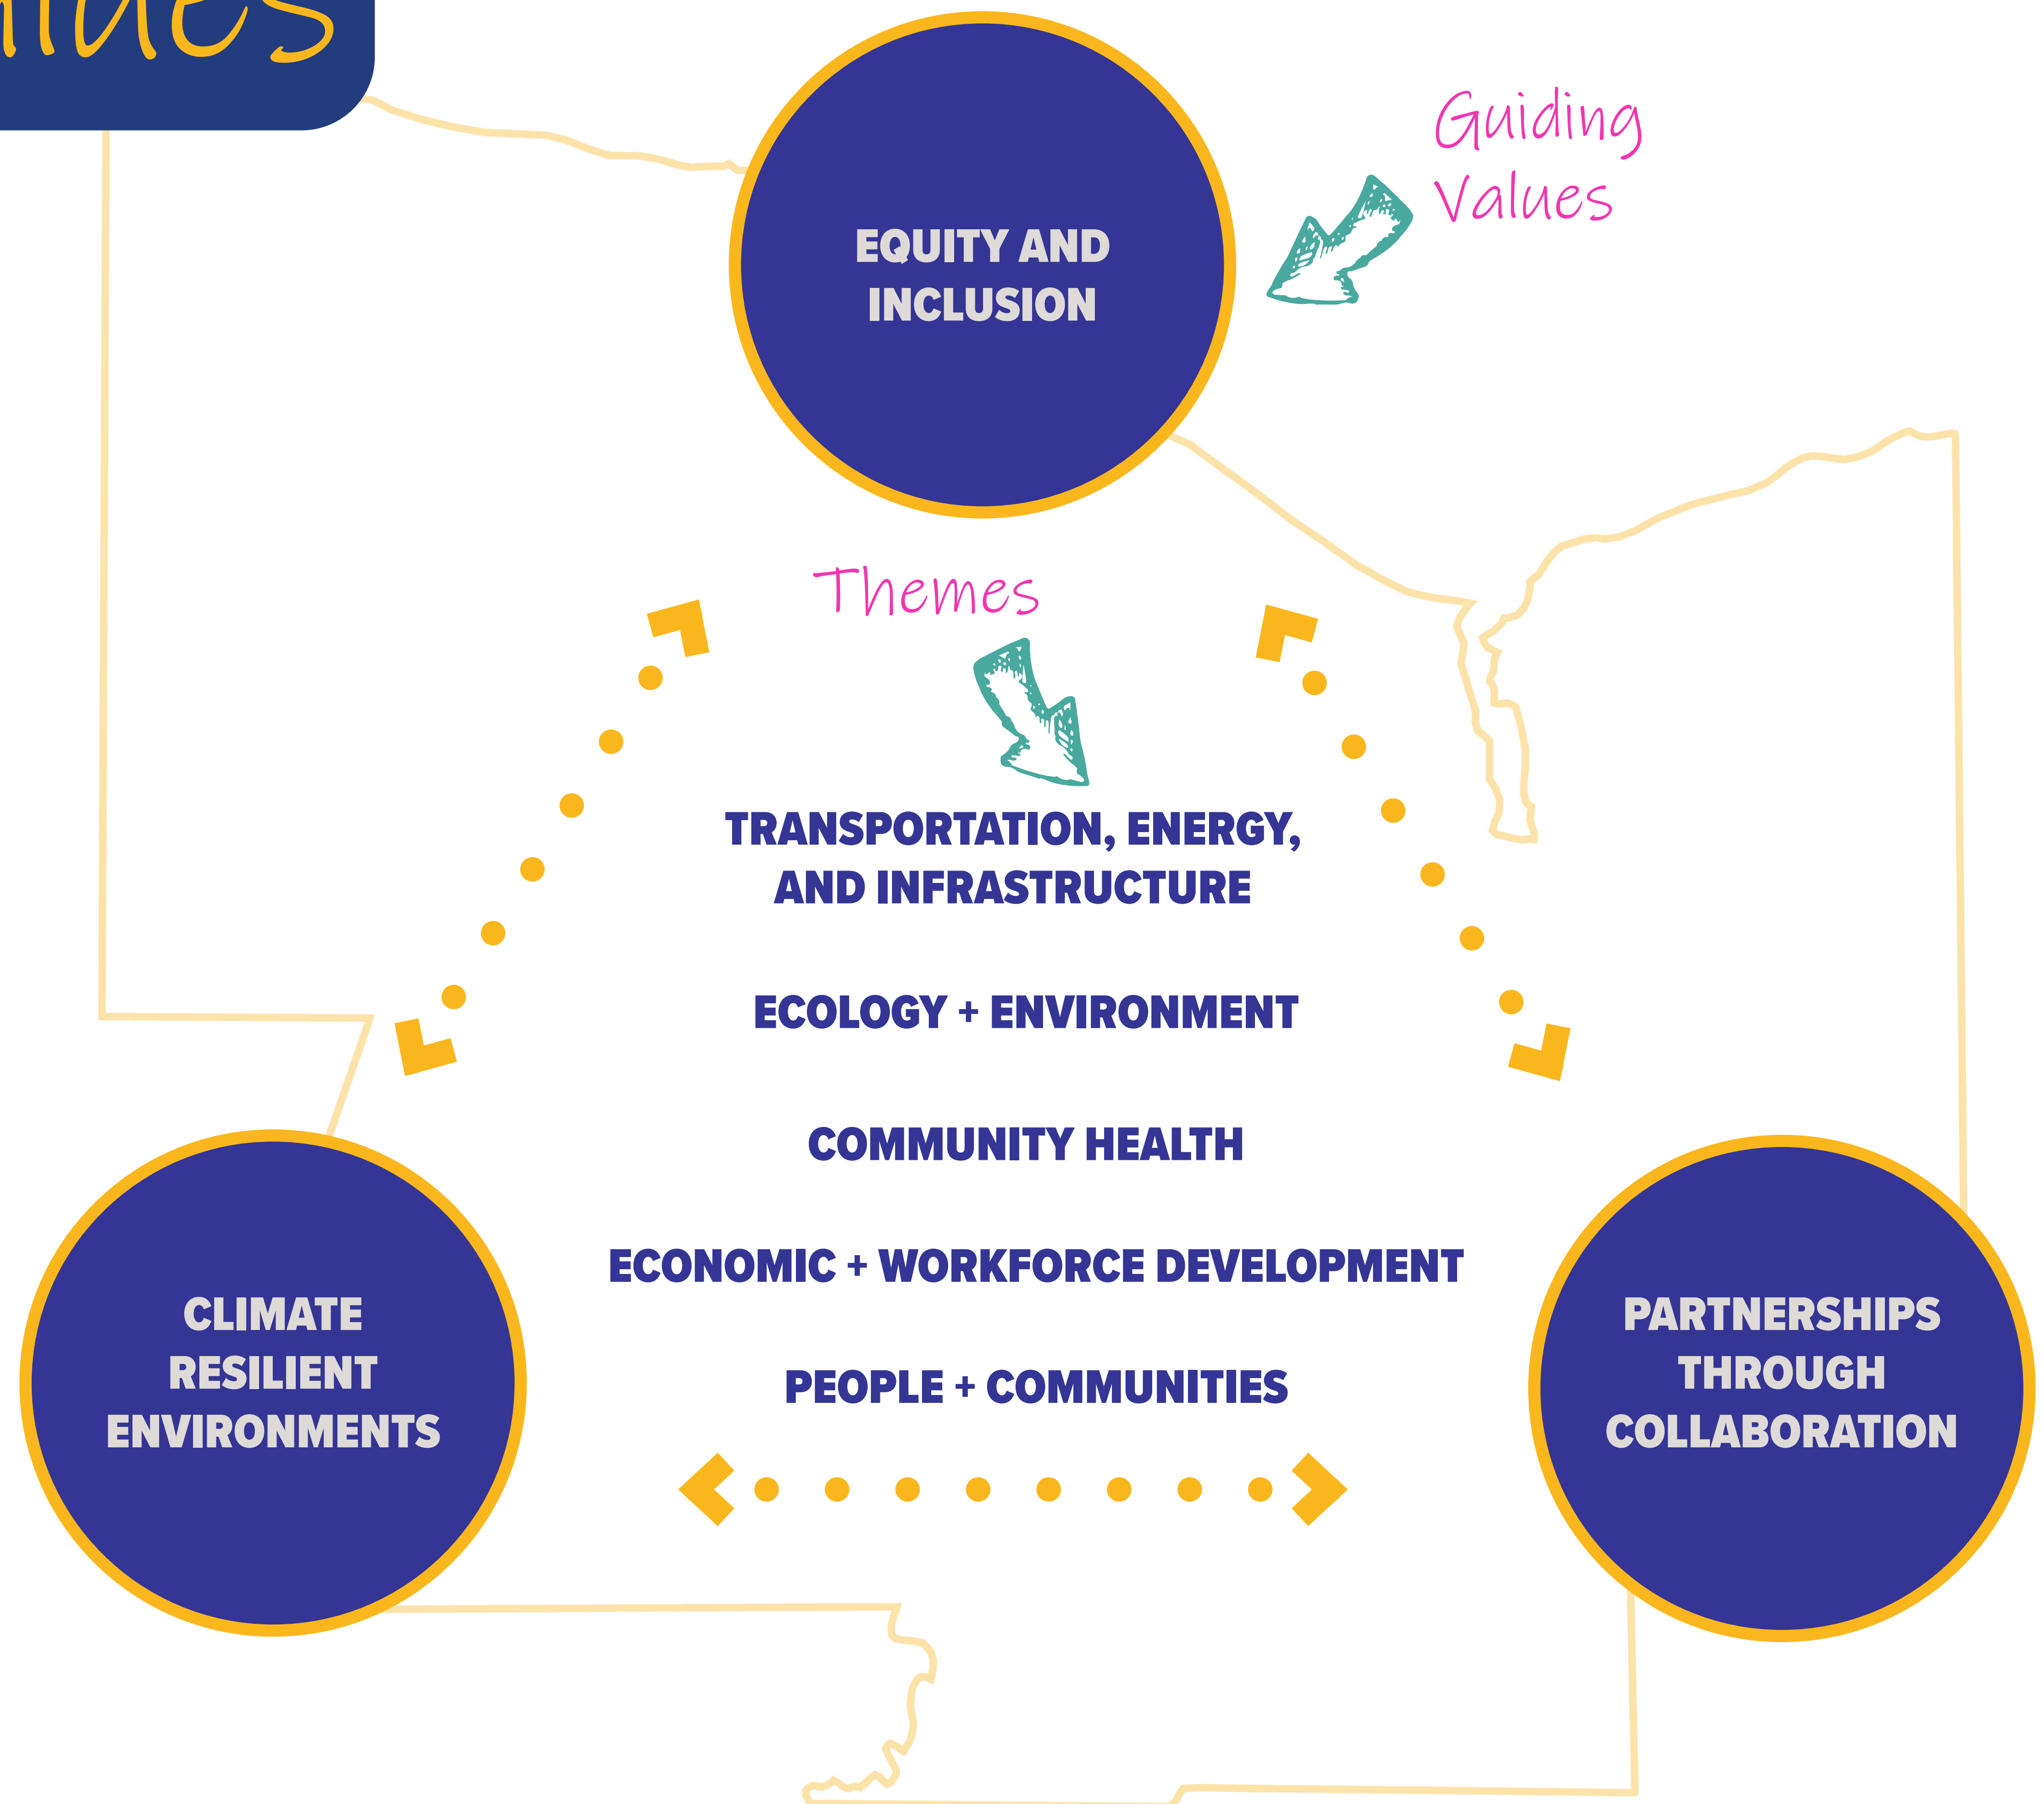 EQUITY AND
INCLUSION
Guiding
Values
Themes
TRANSPORTATION, ENERGY,
AND INFRASTRUCTURE
ECOLOGY + ENVIRONMENT
COMMUNITY HEALTH
ECONOMIC + WORKFORCE DEVELOPMENT
PEOPLE + COMMUNITIES
CLIMATE
RESILIENT
ENVIRONMENTS
PARTNERSHIPS
THROUGH
COLLABORATION